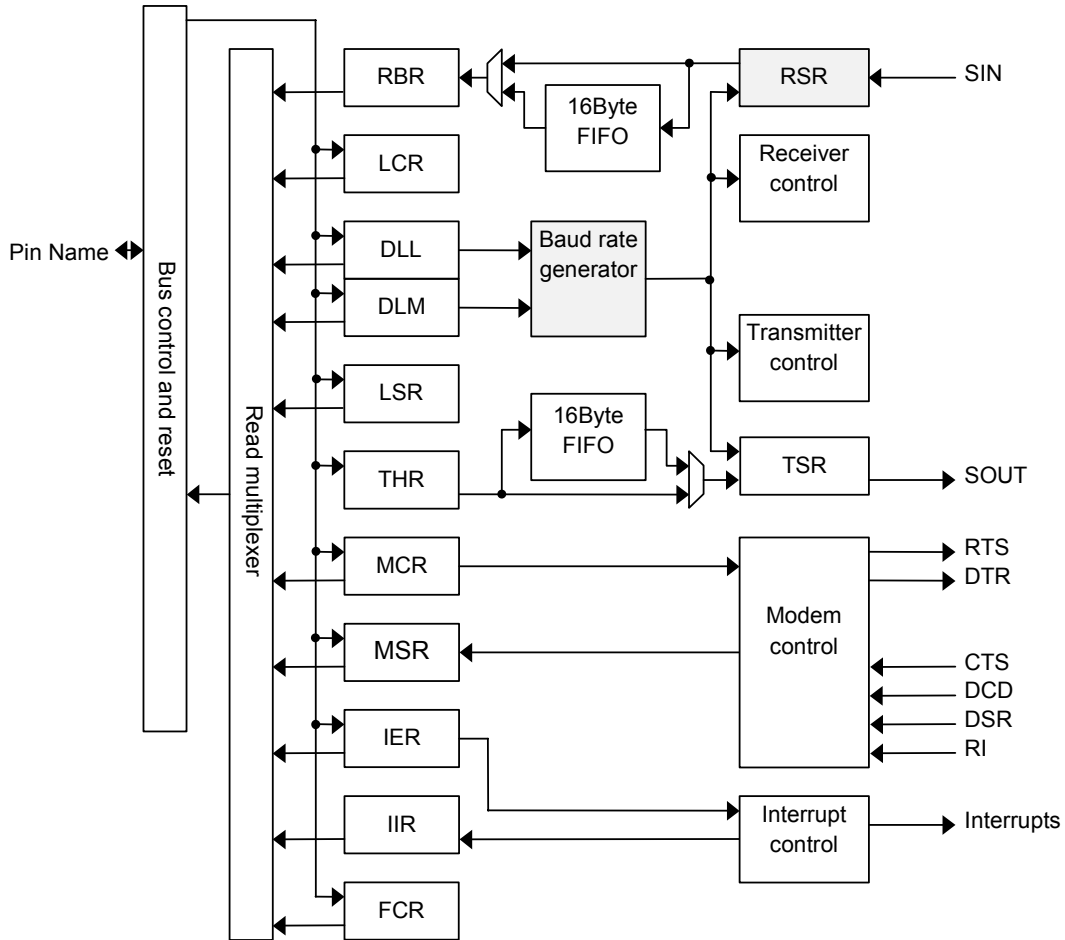 RBR
RSR
SIN
16Byte
FIFO
LCR
Receiver
control
Pin Name
Bus control and reset
Read multiplexer
DLL
DLM
Baud rate
generator
Transmitter
control
LSR
16Byte
FIFO
THR
TSR
SOUT
MCR
Modem
control
RTS
DTR
MSR
CTS
DCD
DSR
RI
IER
IIR
Interrupt
control
Interrupts
FCR